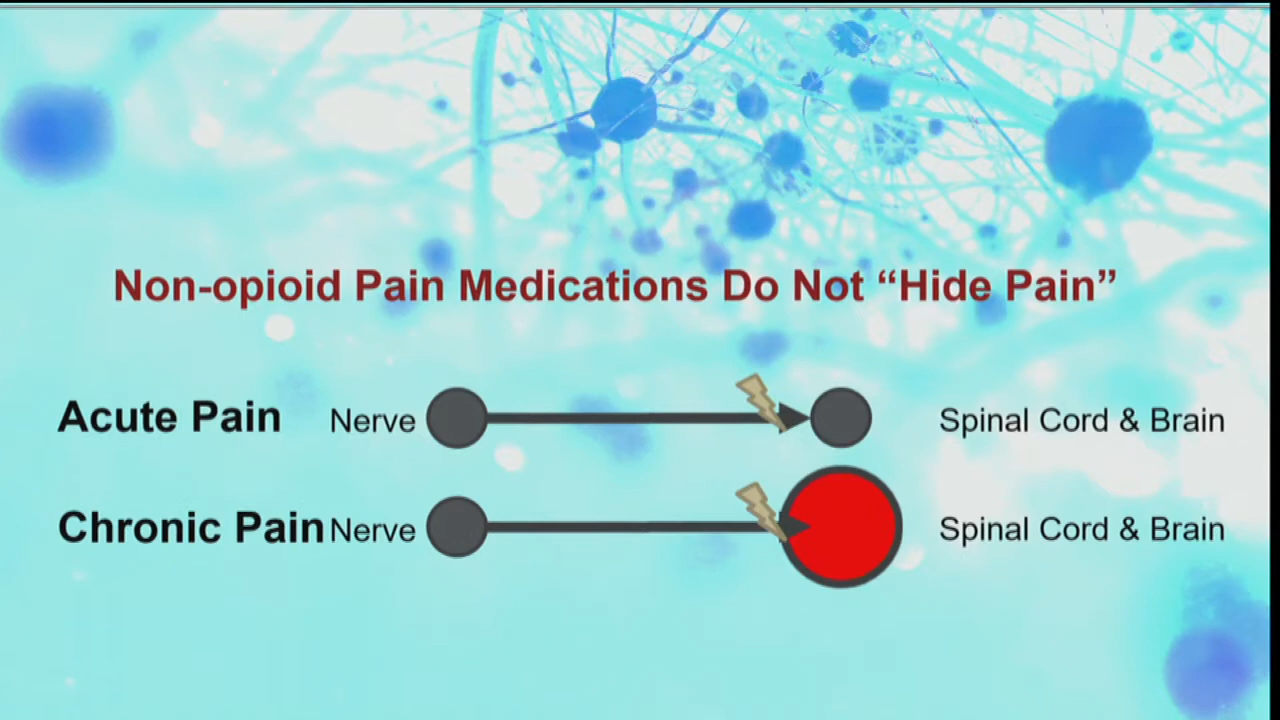 Non-opioid Pain Medications Do Not “Hide Pain”
Acute Pain Nerve Spinal Cord & Brain
Chronic Pain Nerve Spinal Cord & Brain